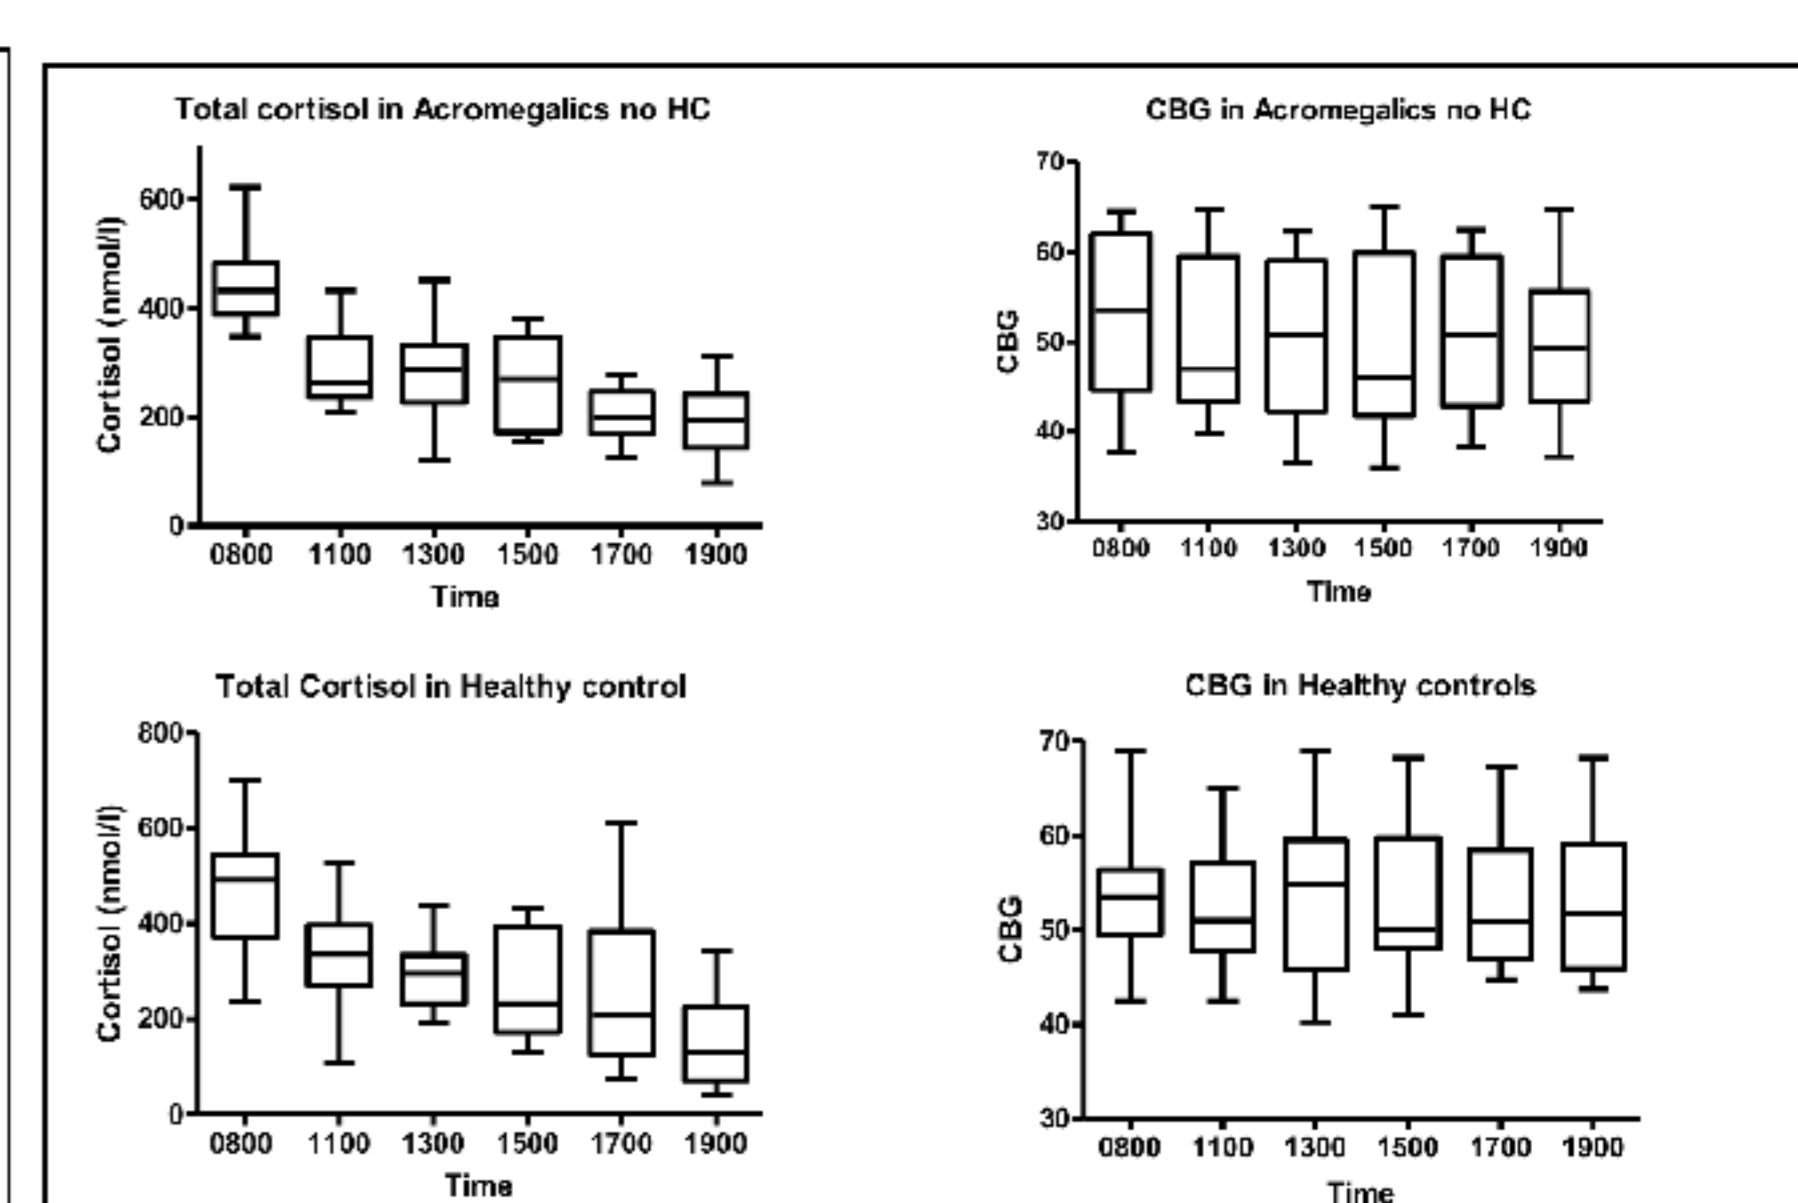 Total cortisol in Acromegalics no HC
600
400
200
0
Cortisol (nmol/l)
0800 1100 1300 1500 1700 1900
Time
CBG in Acromegalics no HC
70
60
50
40
30
CBG
0800 1100 1300 1500 1700 1900
Time
Total Cortisol in Healthy control
800
600
400
200
0
Cortisol (nmol/l)
0800 1100 1300 1500 1700 1900
Time
CBG in Healthy controls
70
60
50
40
30
CBG
0800 1100 1300 1500 1700 1900
Time